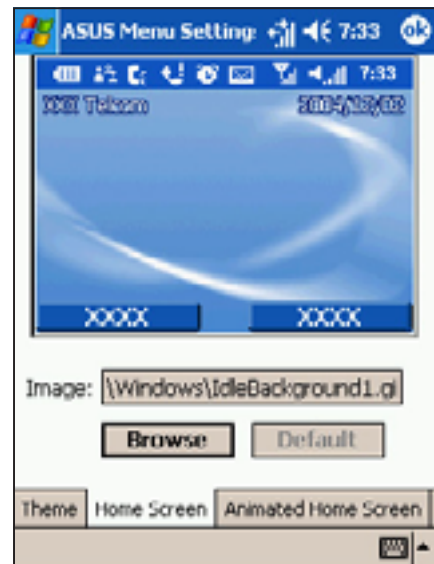 ASUS Menu Setting: 7:33 ok
7:33
XXX Telecom 2004/12/02
XXXX XXXX
Image: \Windows\IdleBackground1.gi
Browse Default
Theme Home Screen Animated Home Screen